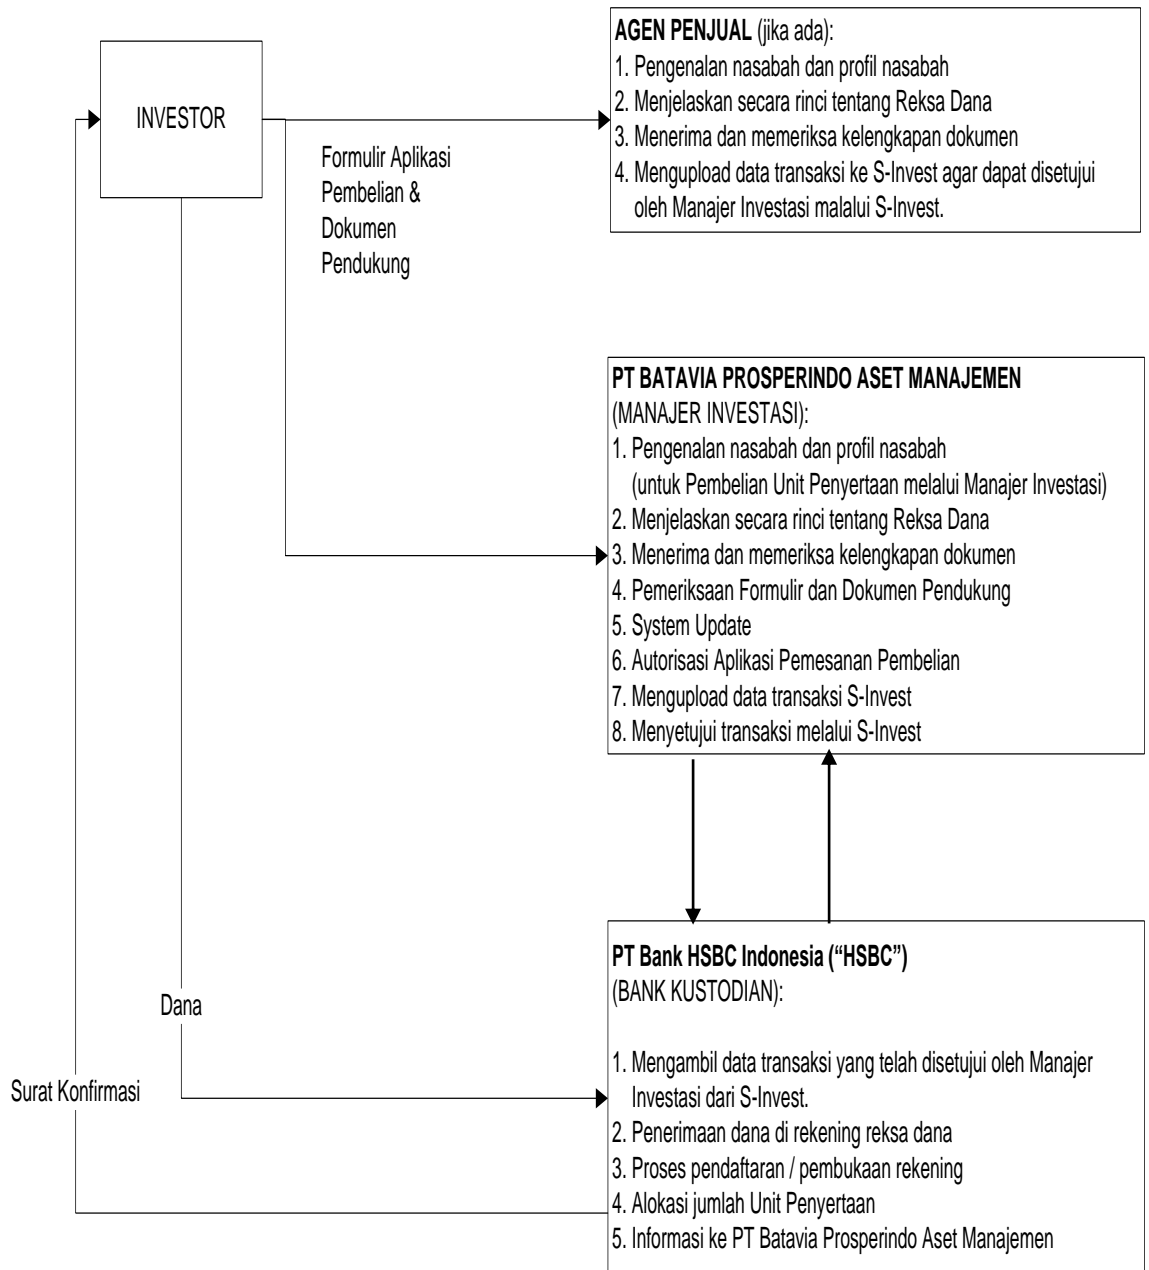 INVESTOR
Formulir Aplikasi
Pembelian &
Dokumen
Pendukung
AGEN PENJUAL (jika ada):
1. Pengenalan nasabah dan profil nasabah
2. Menjelaskan secara rinci tentang Reksa Dana
3. Menerima dan memeriksa kelengkapan dokumen
4. Mengupload data transaksi ke S-Invest agar dapat disetujui
oleh Manajer Investasi malalui S-Invest.
PT BATAVIA PROSPERINDO ASET MANAJEMEN
(MANAJER INVESTASI):
1. Pengenalan nasabah dan profil nasabah
(untuk Pembelian Unit Penyertaan melalui Manajer Investasi)
2. Menjelaskan secara rinci tentang Reksa Dana
3. Menerima dan memeriksa kelengkapan dokumen
4. Pemeriksaan Formulir dan Dokumen Pendukung
5. System Update
6. Autorisasi Aplikasi Pemesanan Pembelian
7. Mengupload data transaksi S-Invest
8. Menyetujui transaksi melalui S-Invest
Dana
Surat Konfirmasi
PT Bank HSBC Indonesia (“HSBC”)
(BANK KUSTODIAN):
1. Mengambil data transaksi yang telah disetujui oleh Manajer
Investasi dari S-Invest.
2. Penerimaan dana di rekening reksa dana
3. Proses pendaftaran / pembukaan rekening
4. Alokasi jumlah Unit Penyertaan
5. Informasi ke PT Batavia Prosperindo Aset Manajemen